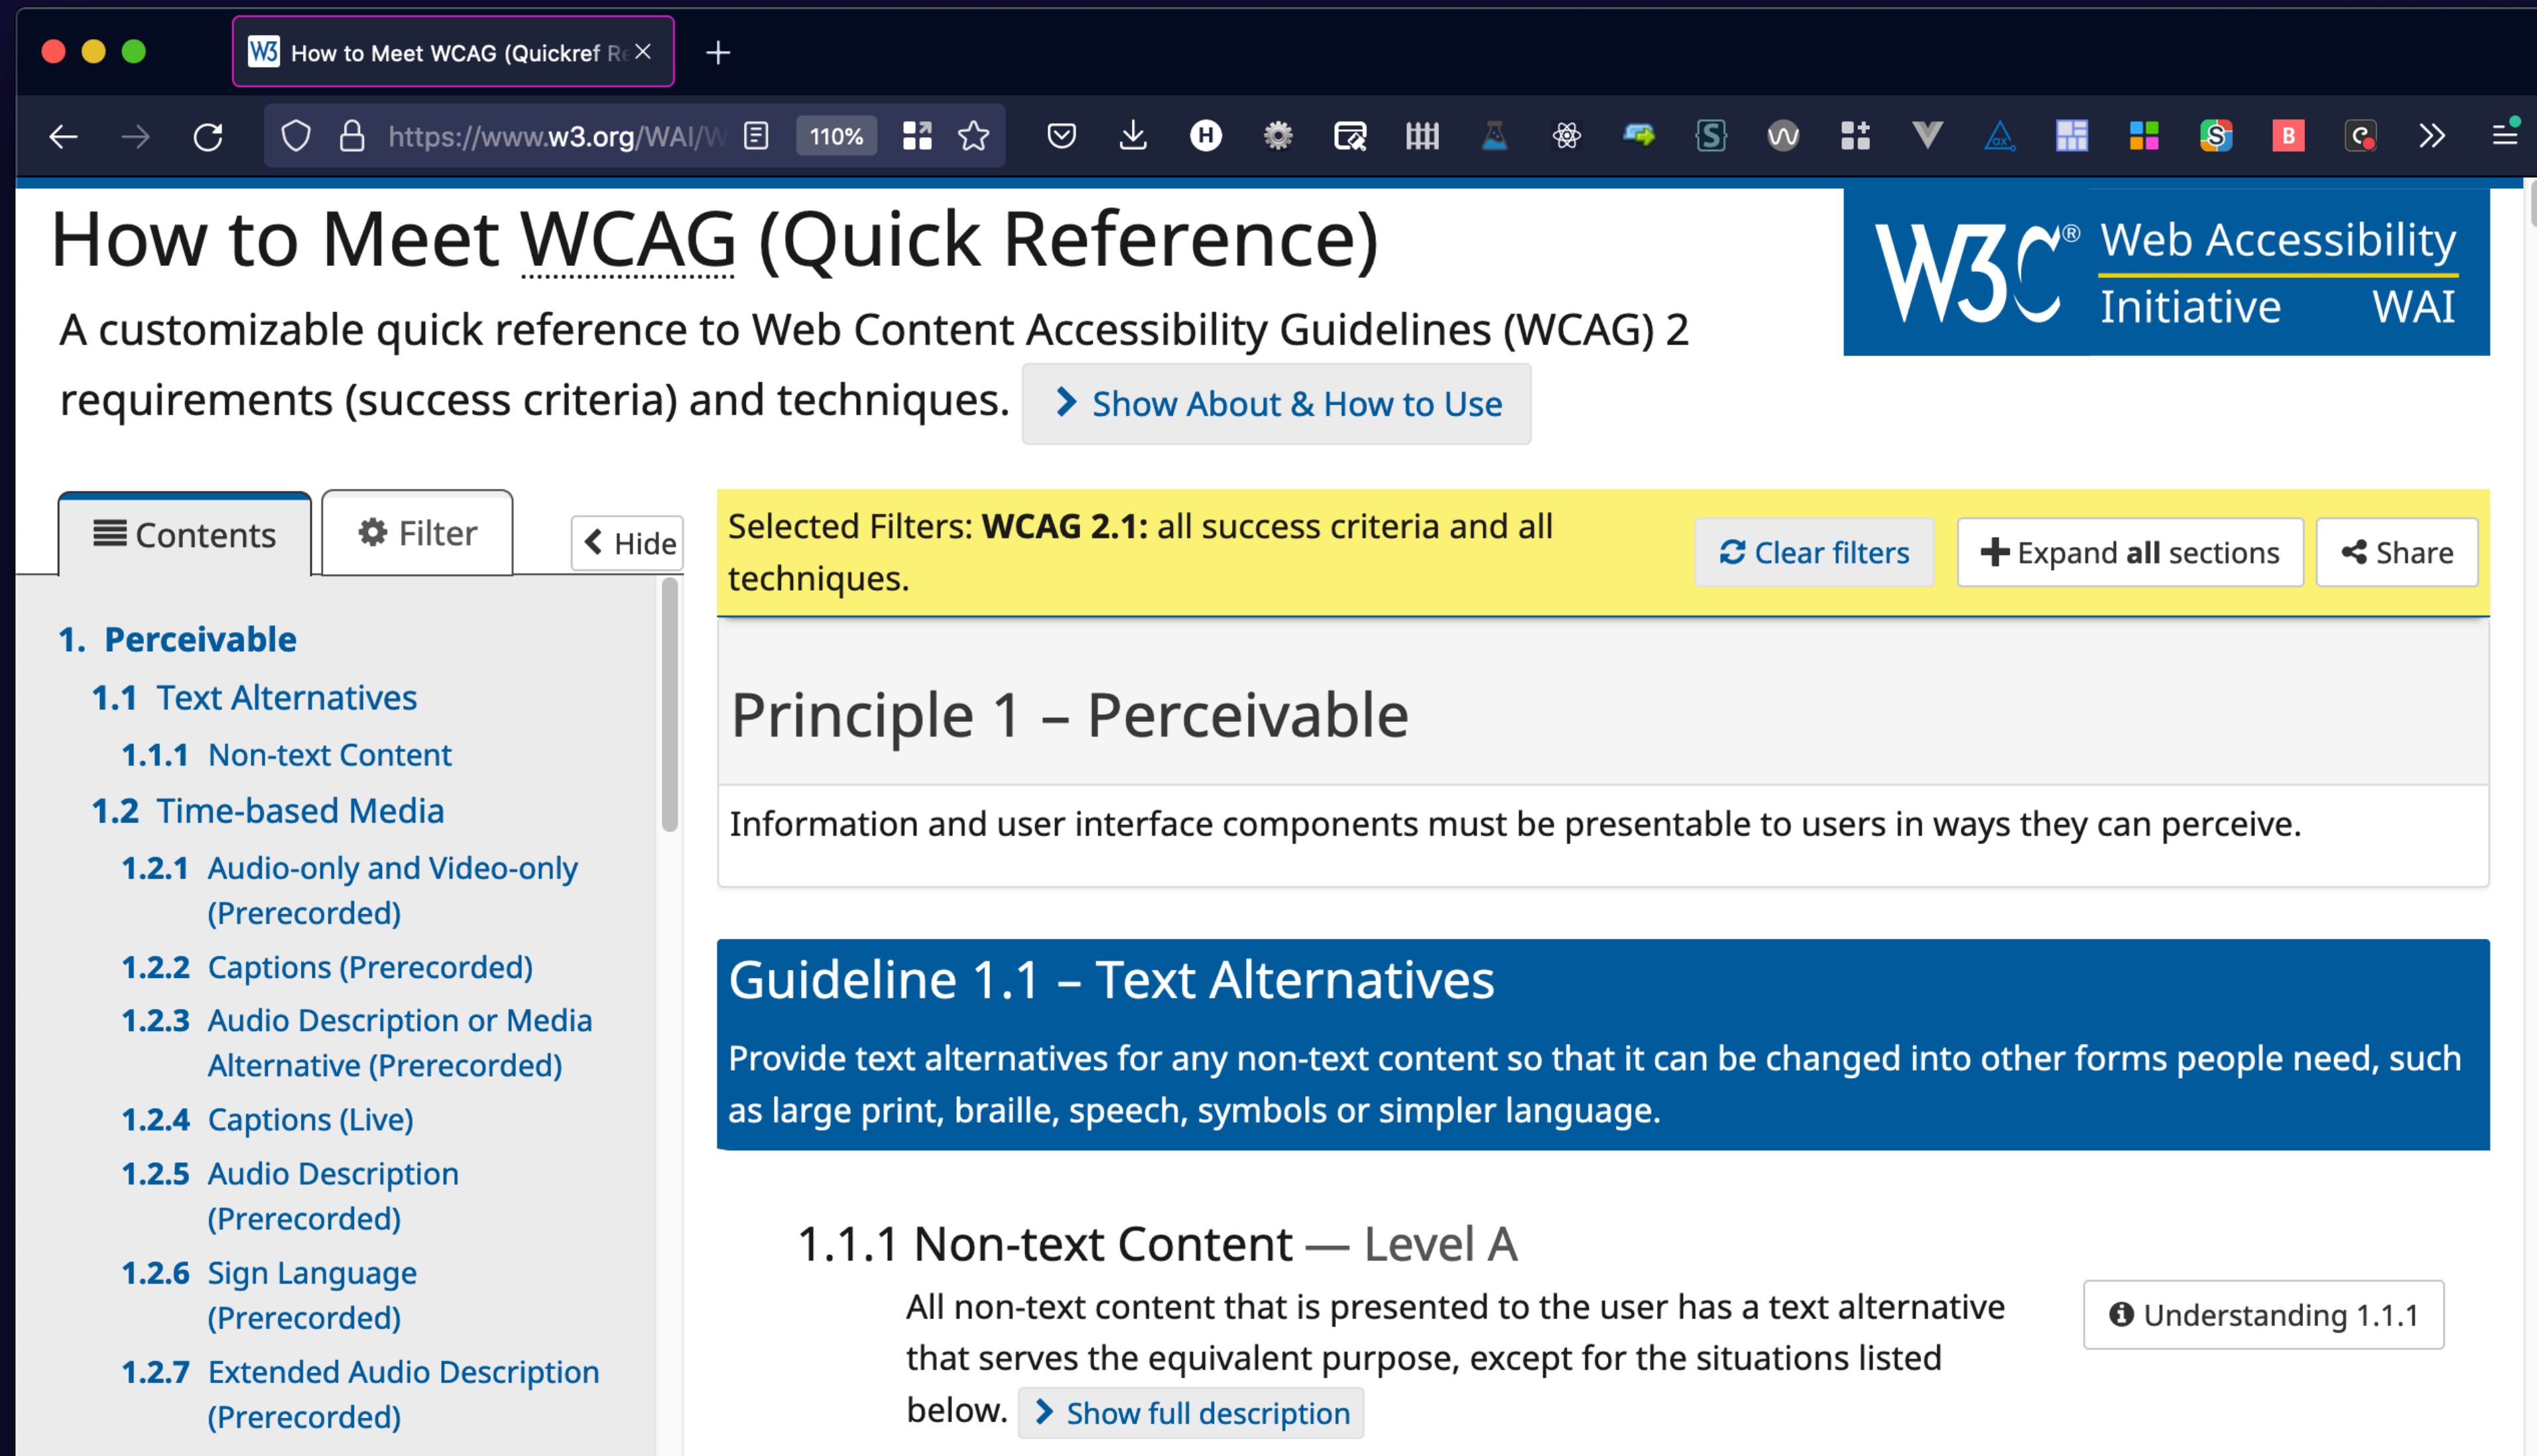 How to Meet WCAG (Quickref
https://www.w3.org/WAI/W
110%
How to Meet WCAG (Quick Reference)
W3C® Web Accessibility
Initiative WAI
A customizable quick reference to Web Content Accessibility Guidelines (WCAG) 2
requirements (success criteria) and techniques.
Show About & How to Use
Contents
Filter
Hide
Selected Filters: WCAG 2.1: all success criteria and all
techniques.
Clear filters
Expand all sections
Share
1. Perceivable
1.1 Text Alternatives
1.1.1 Non-text Content
1.2 Time-based Media
1.2.1 Audio-only and Video-only
(Prerecorded)
1.2.2 Captions (Prerecorded)
1.2.3 Audio Description or Media
Alternative (Prerecorded)
1.2.4 Captions (Live)
1.2.5 Audio Description
(Prerecorded)
1.2.6 Sign Language
(Prerecorded)
1.2.7 Extended Audio Description
(Prerecorded)
Principle 1 – Perceivable
Information and user interface components must be presentable to users in ways they can perceive.
Guideline 1.1 – Text Alternatives
Provide text alternatives for any non-text content so that it can be changed into other forms people need, such
as large print, braille, speech, symbols or simpler language.
1.1.1 Non-text Content — Level A
All non-text content that is presented to the user has a text alternative
that serves the equivalent purpose, except for the situations listed
below.
Show full description
Understanding 1.1.1